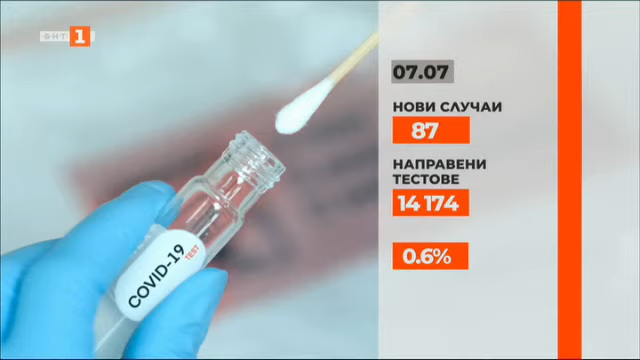 БНТ 1
07.07
НОВИ СЛУЧАИ
87
НАПРАВЕНИ
ТЕСТОВЕ
14 174
0.6%
COVID-19
TEST